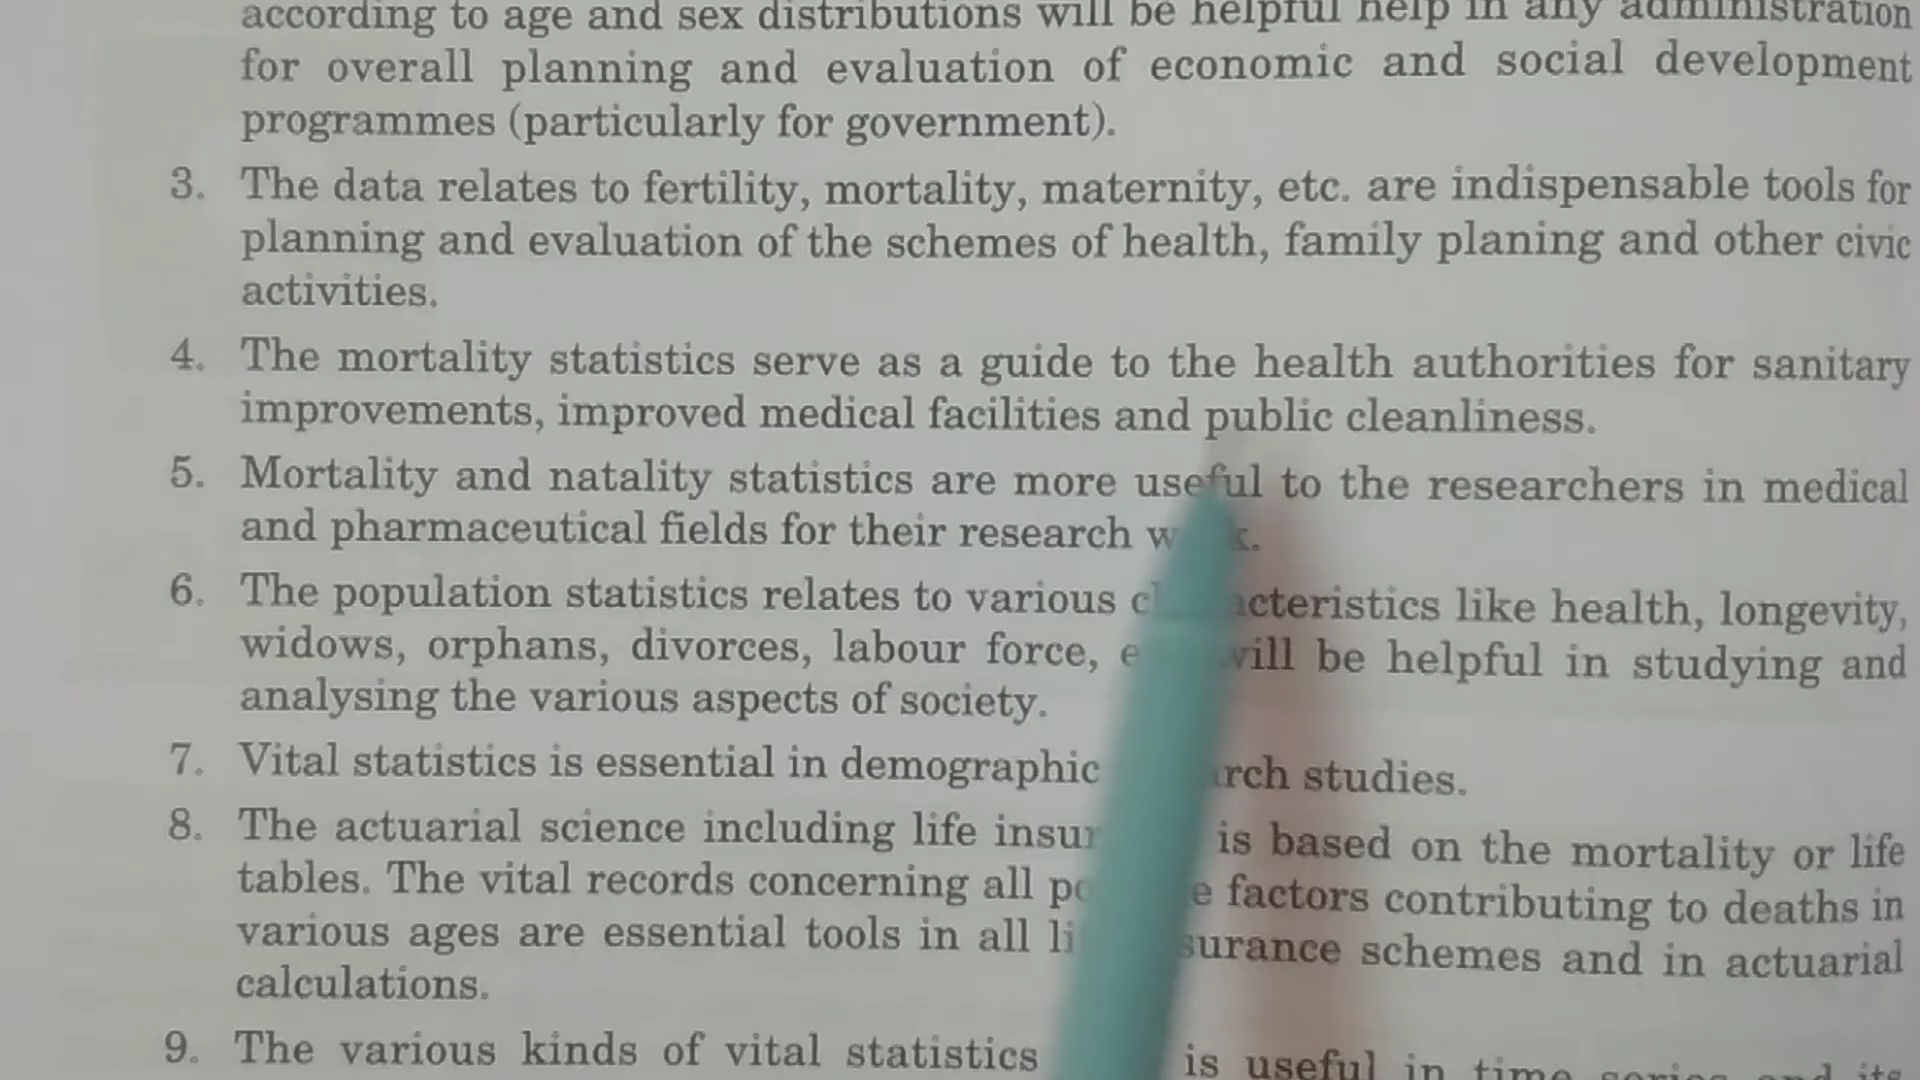 according to age and sex distributions will be helpful help in any administration
for overall planning and evaluation of economic and social development
programmes (particularly for government).
3. The data relates to fertility, mortality, maternity, etc. are indispensable tools for
planning and evaluation of the schemes of health, family planing and other civic
activities.
4. The mortality statistics serve as a guide to the health authorities for sanitary
improvements, improved medical facilities and public cleanliness.
5. Mortality and natality statistics are more useful to the researchers in medical
and pharmaceutical fields for their research
6. The population statistics relates to various like health, longevity,
widows, orphans, divorces, labour force, will be helpful in studying and
analysing the various aspects of society.
7. Vital statistics is essential in demographic studies.
8. The actuarial science including life is based on the mortality or life
tables. The vital records concerning all factors contributing to deaths in
various ages are essential tools in all schemes and in actuarial
calculations.
9. The various kinds of vital statistics is useful in time series and its